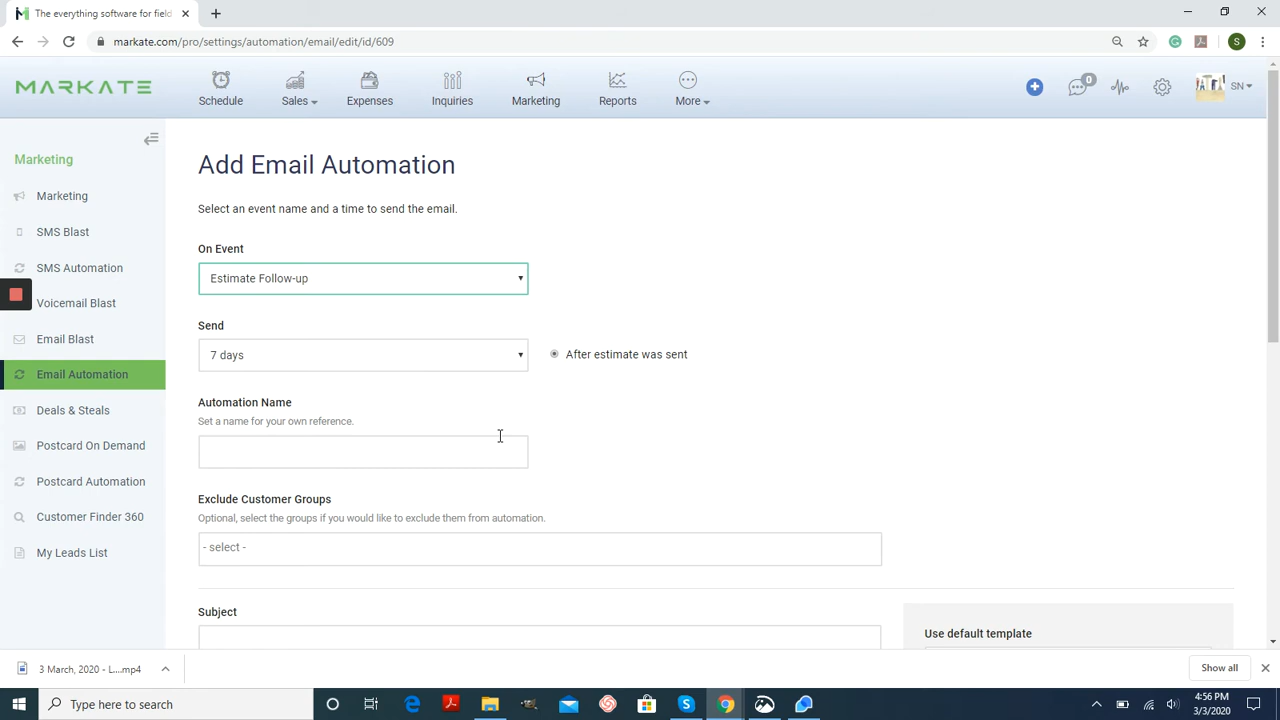 The everything software for field
markate.com/pro/settings/automation/email/edit/id/609
S
MARKATE
Schedule
Sales
Expenses
Inquiries
Marketing
Reports
More
0
SN
Marketing
Marketing
SMS Blast
SMS Automation
Voicemail Blast
Email Blast
Email Automation
Deals & Steals
Postcard On Demand
Postcard Automation
Customer Finder 360
My Leads List
Add Email Automation
Select an event name and a time to send the email.
On Event
Estimate Follow-up
Send
7 days
After estimate was sent
Automation Name
Set a name for your own reference.
Exclude Customer Groups
Optional, select the groups if you would like to exclude them from automation.
- select -
Subject
Use default template
3 March, 2020 - L....mp4
Show all
Type here to search
4:56 PM
3/3/2020